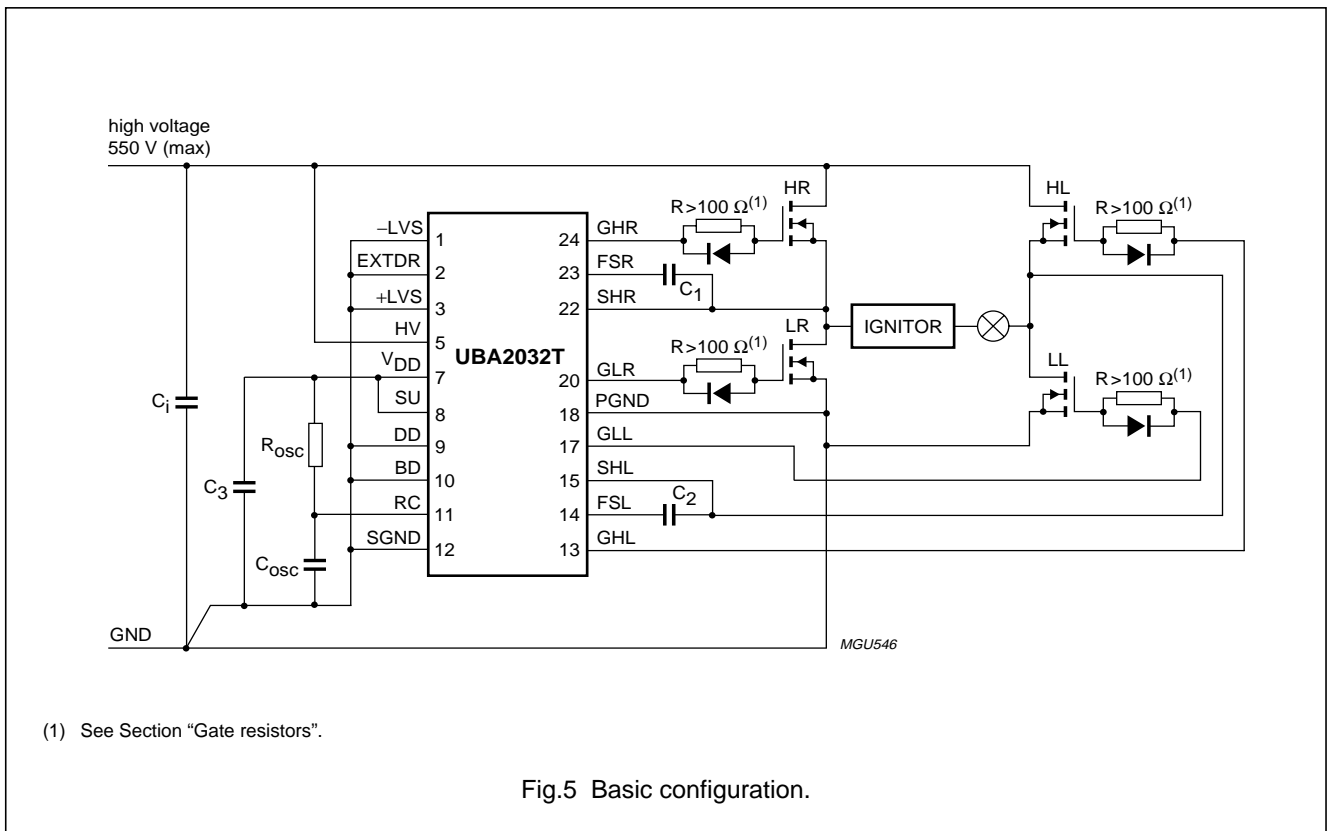 high voltage
550 V (max)
Ci
C3
Rosc
Cosc
GND
−LVS
EXTDR
+LVS
HV
VDD
SU
DD
BD
RC
SGND
1
2
3
5
7
8
9
10
11
12
UBA2032T
24
23
22
20
18
17
15
14
13
GHR
FSR
SHR
GLR
PGND
GLL
SHL
FSL
GHL
C1
C2
R>100 Ω(1)
HR
R>100 Ω(1)
LR
IGNITOR
HL
R>100 Ω(1)
LL
R>100 Ω(1)
MGU546
(1) See Section “Gate resistors”.
Fig.5 Basic configuration.